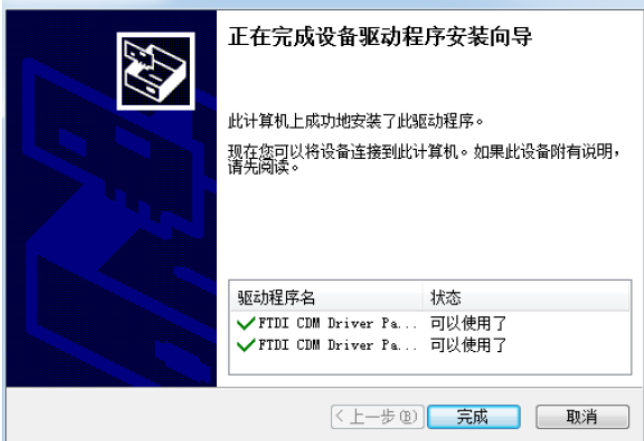 正在完成设备驱动程序安装向导
此计算机上成功地安装了此驱动程序。
现在您可以将设备连接到此计算机。如果此设备附有说明，
请先阅读。
驱动程序名 状态
FTDI CDM Driver Pa... 可以使用了
FTDI CDM Driver Pa... 可以使用了
<上一步(B) 完成 取消